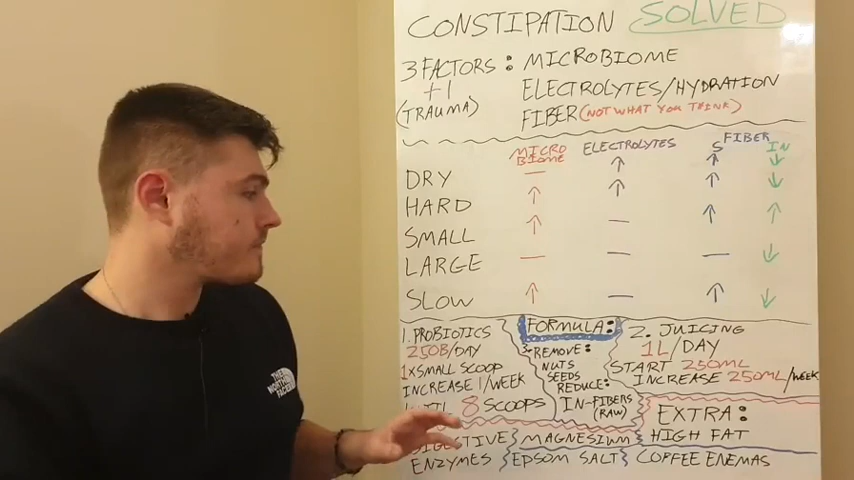 CONSTIPATION SOLVED
3 FACTORS: MICROBIOME
+1 ELECTROLYTES/HYDRATION
(TRAUMA) FIBER (NOT WHAT YOU THINK)
MICRO BIOME ELECTROLYTES S FIBER IN
DRY — ↑ ↑ ↓
HARD ↑ ↑ ↑ ↓
SMALL ↑ — ↑ ↑
LARGE — — — ↓
SLOW ↑ — ↑ ↓
FORMULA:
1. PROBIOTICS
250B/DAY
1 x SMALL SCOOP
INCREASE 1/WEEK
8 SCOOPS
3. REMOVE:
NUTS
SEEDS
REDUCE:
IN-FIBERS
(RAW)
2. JUICING
1L/DAY
START 250ML
INCREASE 250ML/WEEK
EXTRA:
HIGH FAT
COFFEE ENEMAS
DIGESTIVE
ENZYMES
MAGNESIUM
EPSOM SALT
THE
NORTH
FACE